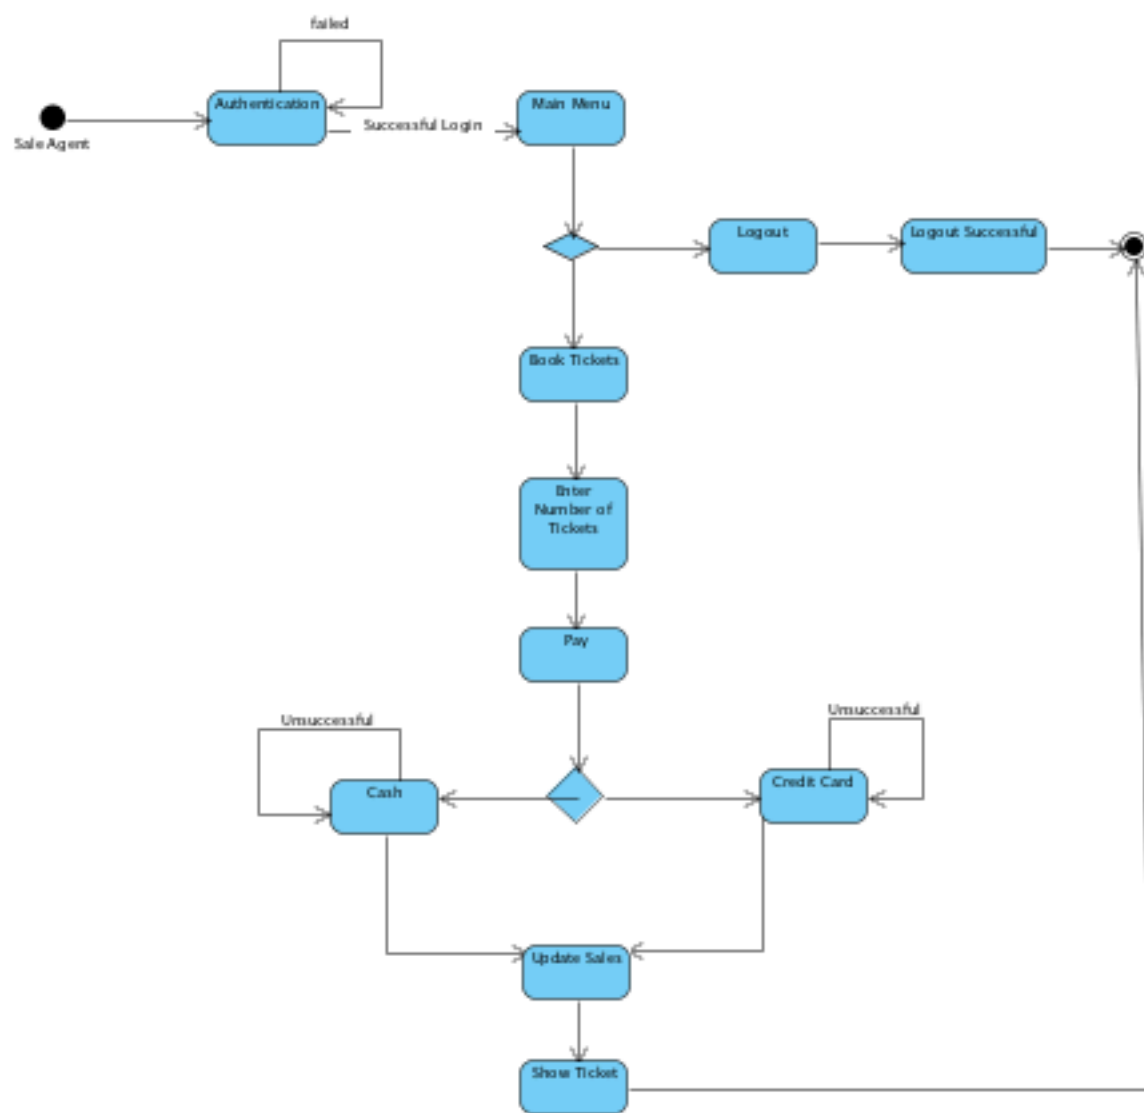 failed
Authentication
Main Menu
Successful Login
Sale Agent
Logout
Logout Successful
Book Tickets
Enter
Number of
Tickets
Pay
Unsuccessful
Unsuccessful
Cash
Credit Card
Update Sales
Show Ticket